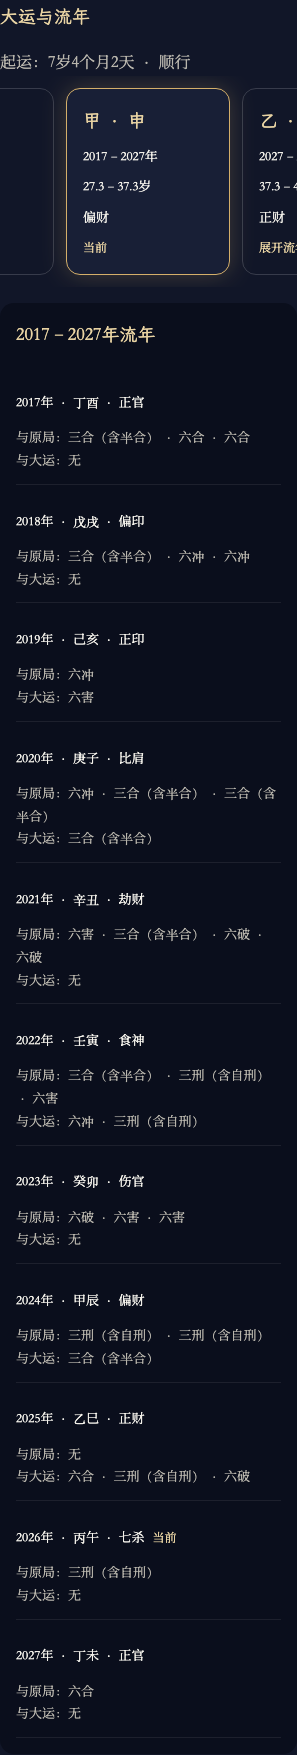 大运与流年
起运：7岁4个月2天 · 顺行
甲 · 申
2017 – 2027年
27.3 – 37.3岁
偏财
当前
乙 ·
2027 –
37.3 – 4
正财
展开流
2017 – 2027年流年
2017年 · 丁酉 · 正官
与原局：三合（含半合） · 六合 · 六合
与大运：无
2018年 · 戊戌 · 偏印
与原局：三合（含半合） · 六冲 · 六冲
与大运：无
2019年 · 己亥 · 正印
与原局：六冲
与大运：六害
2020年 · 庚子 · 比肩
与原局：六冲 · 三合（含半合） · 三合（含
半合）
与大运：三合（含半合）
2021年 · 辛丑 · 劫财
与原局：六害 · 三合（含半合） · 六破 ·
六破
与大运：无
2022年 · 壬寅 · 食神
与原局：三合（含半合） · 三刑（含自刑）
· 六害
与大运：六冲 · 三刑（含自刑）
2023年 · 癸卯 · 伤官
与原局：六破 · 六害 · 六害
与大运：无
2024年 · 甲辰 · 偏财
与原局：三刑（含自刑） · 三刑（含自刑）
与大运：三合（含半合）
2025年 · 乙巳 · 正财
与原局：无
与大运：六合 · 三刑（含自刑） · 六破
2026年 · 丙午 · 七杀 当前
与原局：三刑（含自刑）
与大运：无
2027年 · 丁未 · 正官
与原局：六合
与大运：无